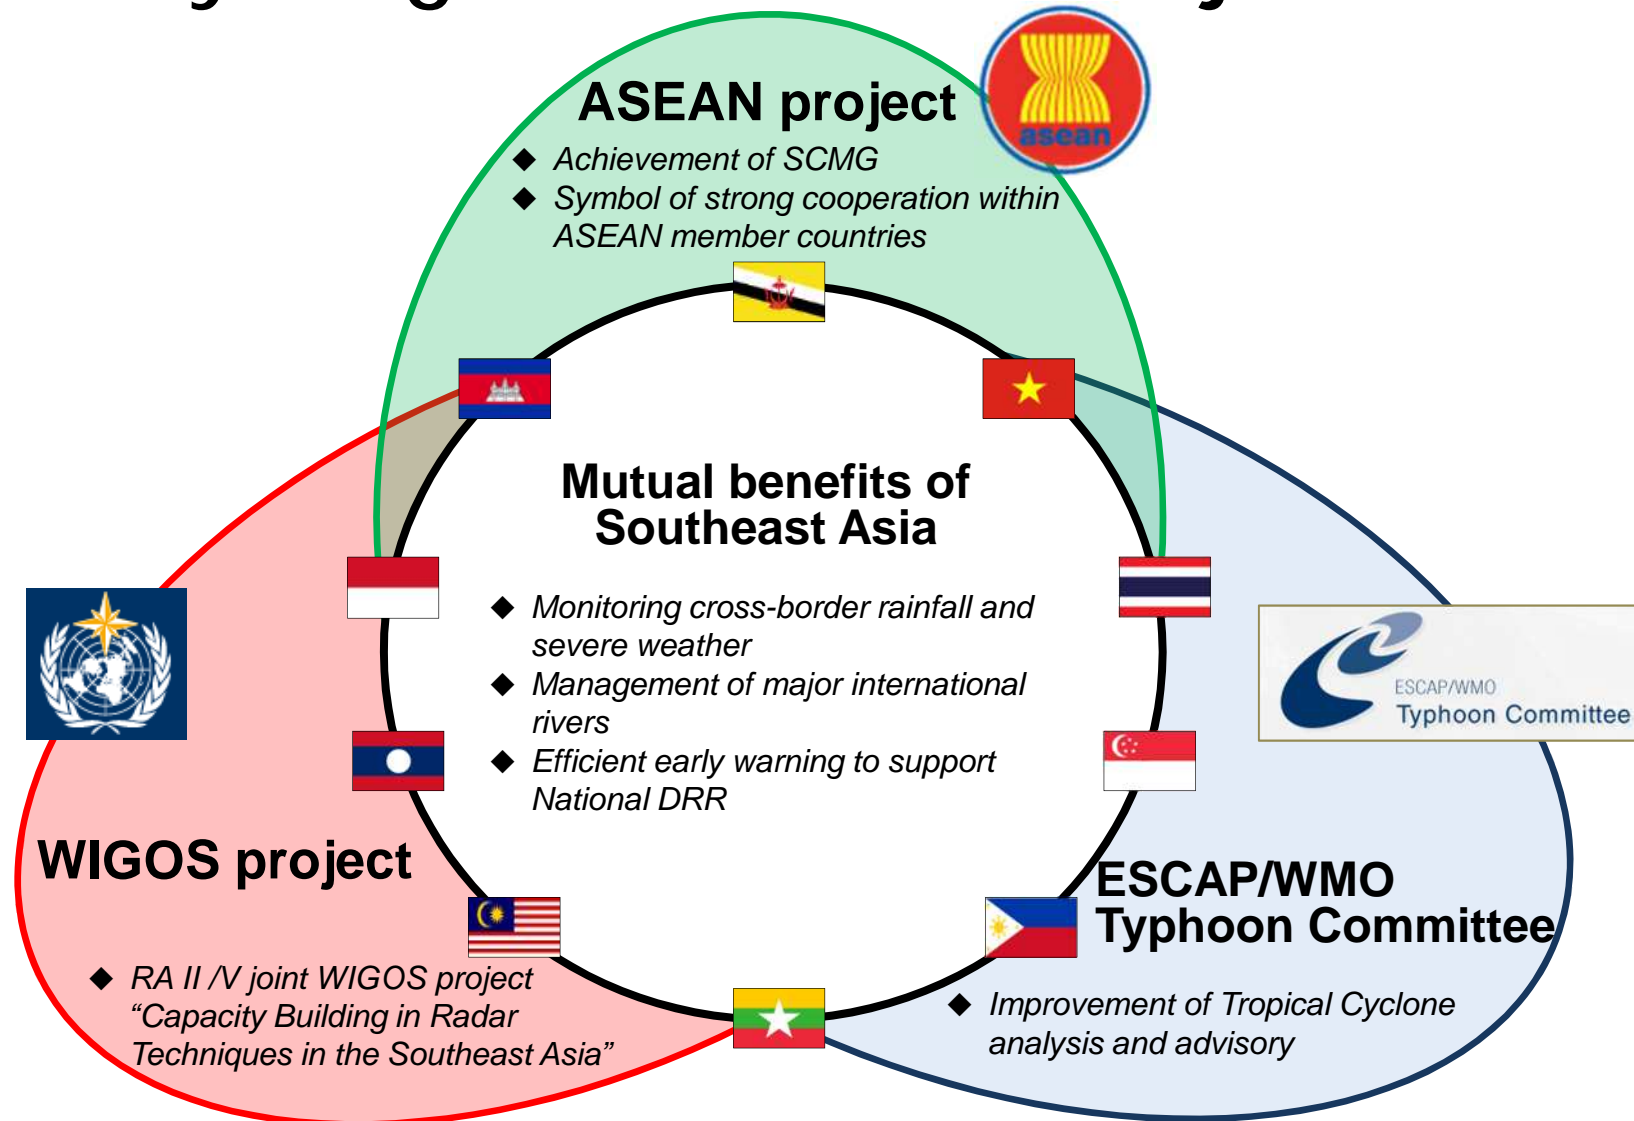 ASEAN project
asean
◆ Achievement of SCMG
◆ Symbol of strong cooperation within
ASEAN member countries
Mutual benefits of
Southeast Asia
◆ Monitoring cross-border rainfall and
severe weather
◆ Management of major international
rivers
◆ Efficient early warning to support
National DRR
ESCAP/WMO
Typhoon Committee
WIGOS project
◆ RA II /V joint WIGOS project
“Capacity Building in Radar
Techniques in the Southeast Asia”
ESCAP/WMO
Typhoon Committee
◆ Improvement of Tropical Cyclone
analysis and advisory